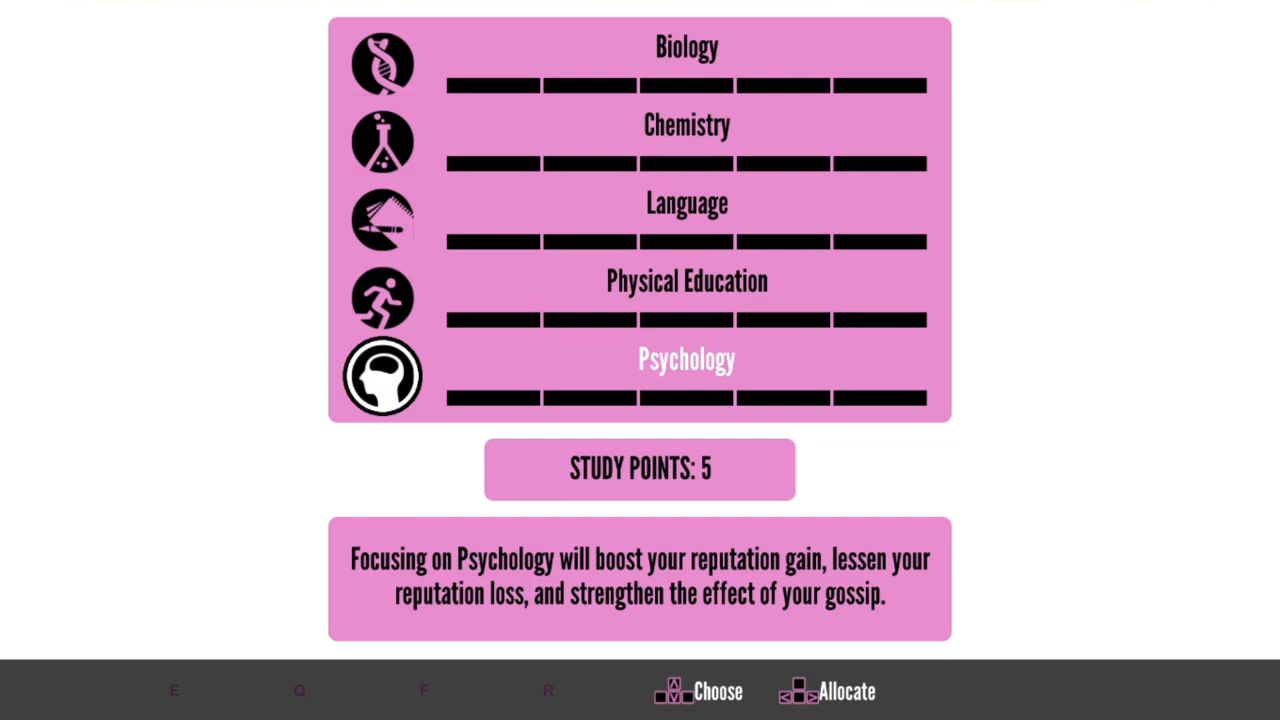 Biology
Chemistry
Language
Physical Education
Psychology
STUDY POINTS: 5
Focusing on Psychology will boost your reputation gain, lessen your
reputation loss, and strengthen the effect of your gossip.
E Q F R Choose Allocate